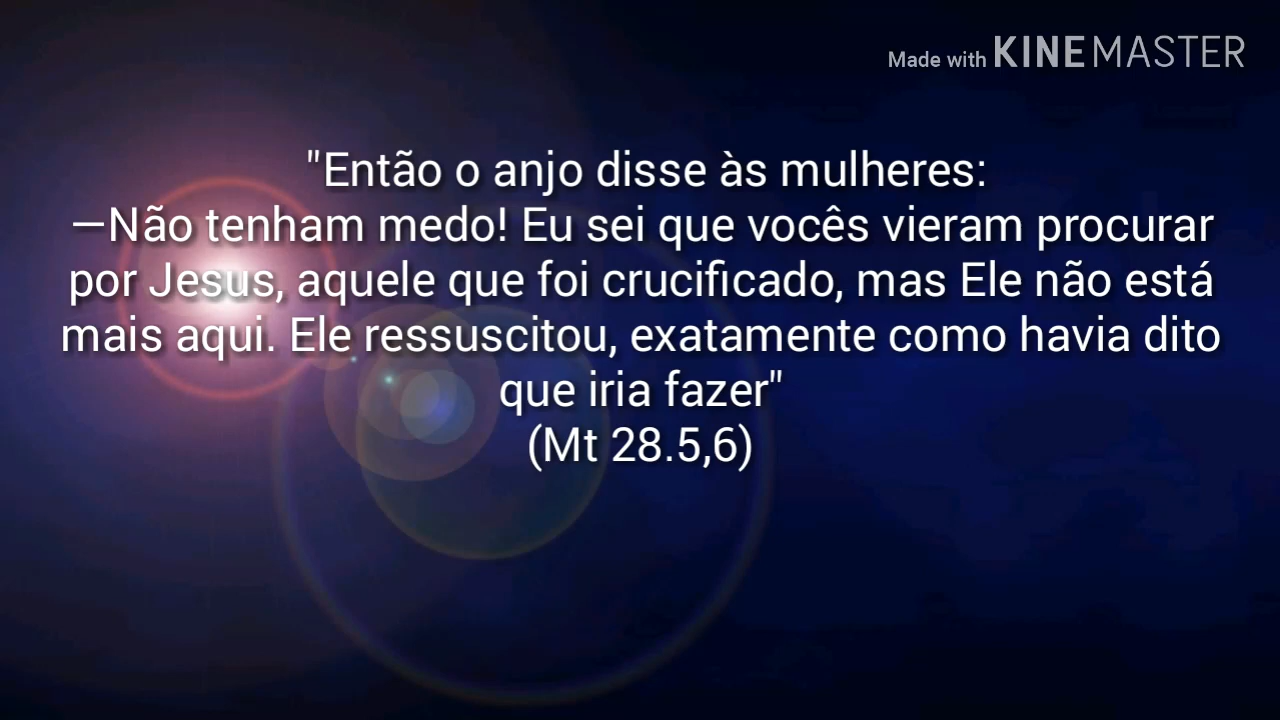 Made with KINEMASTER
"Então o anjo disse às mulheres:
—Não tenham medo! Eu sei que vocês vieram procurar
por Jesus, aquele que foi crucificado, mas Ele não está
mais aqui. Ele ressuscitou, exatamente como havia dito
que iria fazer"
(Mt 28.5,6)